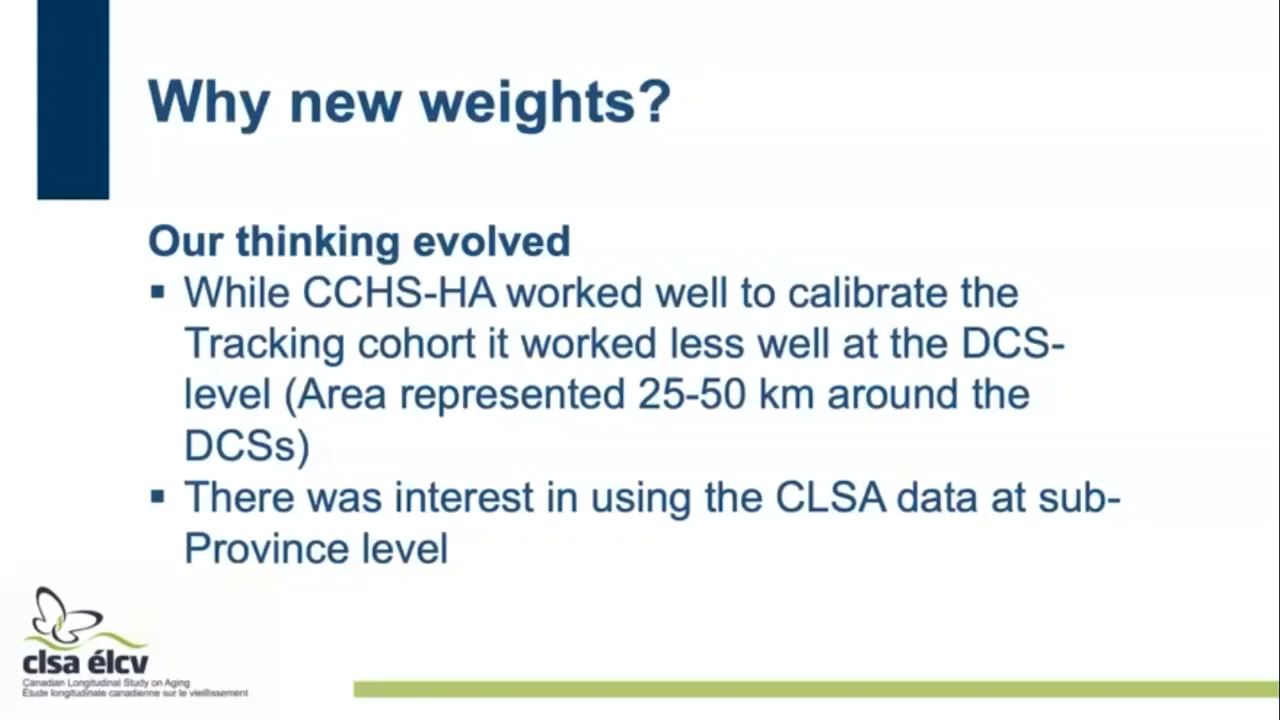 Why new weights?
Our thinking evolved
▪ While CCHS-HA worked well to calibrate the
Tracking cohort it worked less well at the DCS-
level (Area represented 25-50 km around the
DCSs)
▪ There was interest in using the CLSA data at sub-
Province level
clsa élcv
Canadian Longitudinal Study on Aging
Étude longitudinale canadienne sur le vieillissement